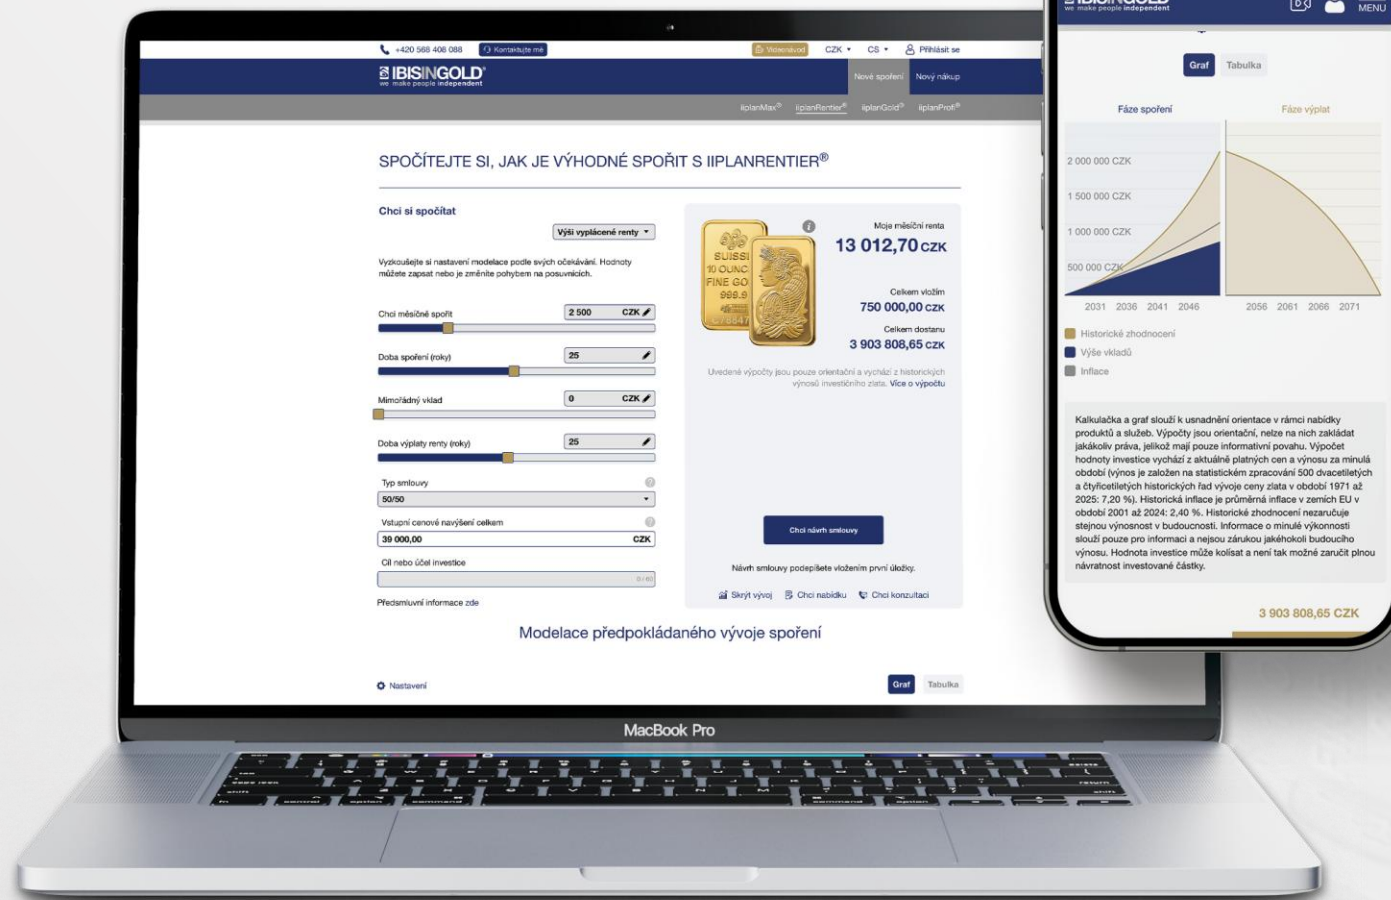 +420 568 408 088
Kontaktujte mě
Videonávod
CZK
CS
Přihlásit se
IBISINGOLD®
we make people independent
Nové spoření
Nový nákup
iiplanMax®
iiplanRentier®
iiplanGold®
iiplanProfi®
SPOČÍTEJTE SI, JAK JE VÝHODNÉ SPOŘIT S IIPLANRENTIER®
Chci si spočítat
Výši vyplácené renty
Vyzkoušejte si nastavení modelace podle svých očekávání. Hodnoty
můžete zapsat nebo je změnite pohybem na posuvnících.
Chci měsíčně spořit
2 500 CZK
Doba spoření (roky)
25
Mimořádný vklad
0 CZK
Doba výplaty renty (roky)
25
Typ smlouvy
50/50
Vstupní cenové navýšení celkem
39 000,00 CZK
Cíl nebo účel investice
0 / 60
Předsmluvní informace zde
SUISSE
10 OUNC
FINE GO
999.9
Moje měsíční renta
13 012,70 CZK
Celkem vložím
750 000,00 CZK
Celkem dostanu
3 903 808,65 CZK
Uvedené výpočty jsou pouze orientační a vychází z historických
výnosů investičního zlata. Více o výpočtu
Chci návrh smlouvy
Návrh smlouvy podepíšete vložením první úložky.
Skrýt vývoj
Chci nabídku
Chci konzultaci
Modelace předpokládaného vývoje spoření
Nastavení
Graf
Tabulka
MacBook Pro
we make people independent
MENU
Graf
Tabulka
Fáze spoření
Fáze výplat
2 000 000 CZK
1 500 000 CZK
1 000 000 CZK
500 000 CZK
2031 2036 2041 2046
2056 2061 2066 2071
Historické zhodnocení
Výše vkladů
Inflace
Kalkulačka a graf slouží k usnadnění orientace v rámci nabídky
produktů a služeb. Výpočty jsou orientační, nelze na nich zakládat
jakákoliv práva, jelikož mají pouze informativní povahu. Výpočet
hodnoty investice vychází z aktuálně platných cen a výnosu za minulá
období (výnos je založen na statistickém zpracování 500 dvacetiletých
a čtyřicetiletých historických řad vývoje ceny zlata v období 1971 až
2025: 7,20 %). Historická inflace je průměrná inflace v zemích EU v
období 2001 až 2024: 2,40 %. Historické zhodnocení nezaručuje
stejnou výnosnost v budoucnosti. Informace o minulé výkonnosti
slouží pouze pro informaci a nejsou zárukou jakéhokoli budoucího
výnosu. Hodnota investice může kolísat a není tak možné zaručit plnou
návratnost investované částky.
3 903 808,65 CZK